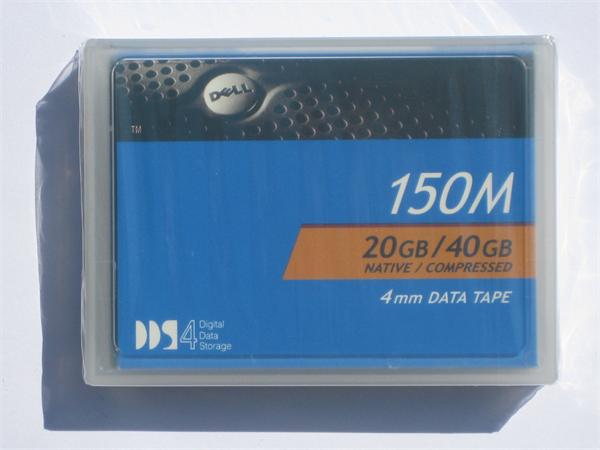 DELL
TM
150M
20GB/40GB
NATIVE / COMPRESSED
4mm DATA TAPE
DDS4 Digital
Data
Storage